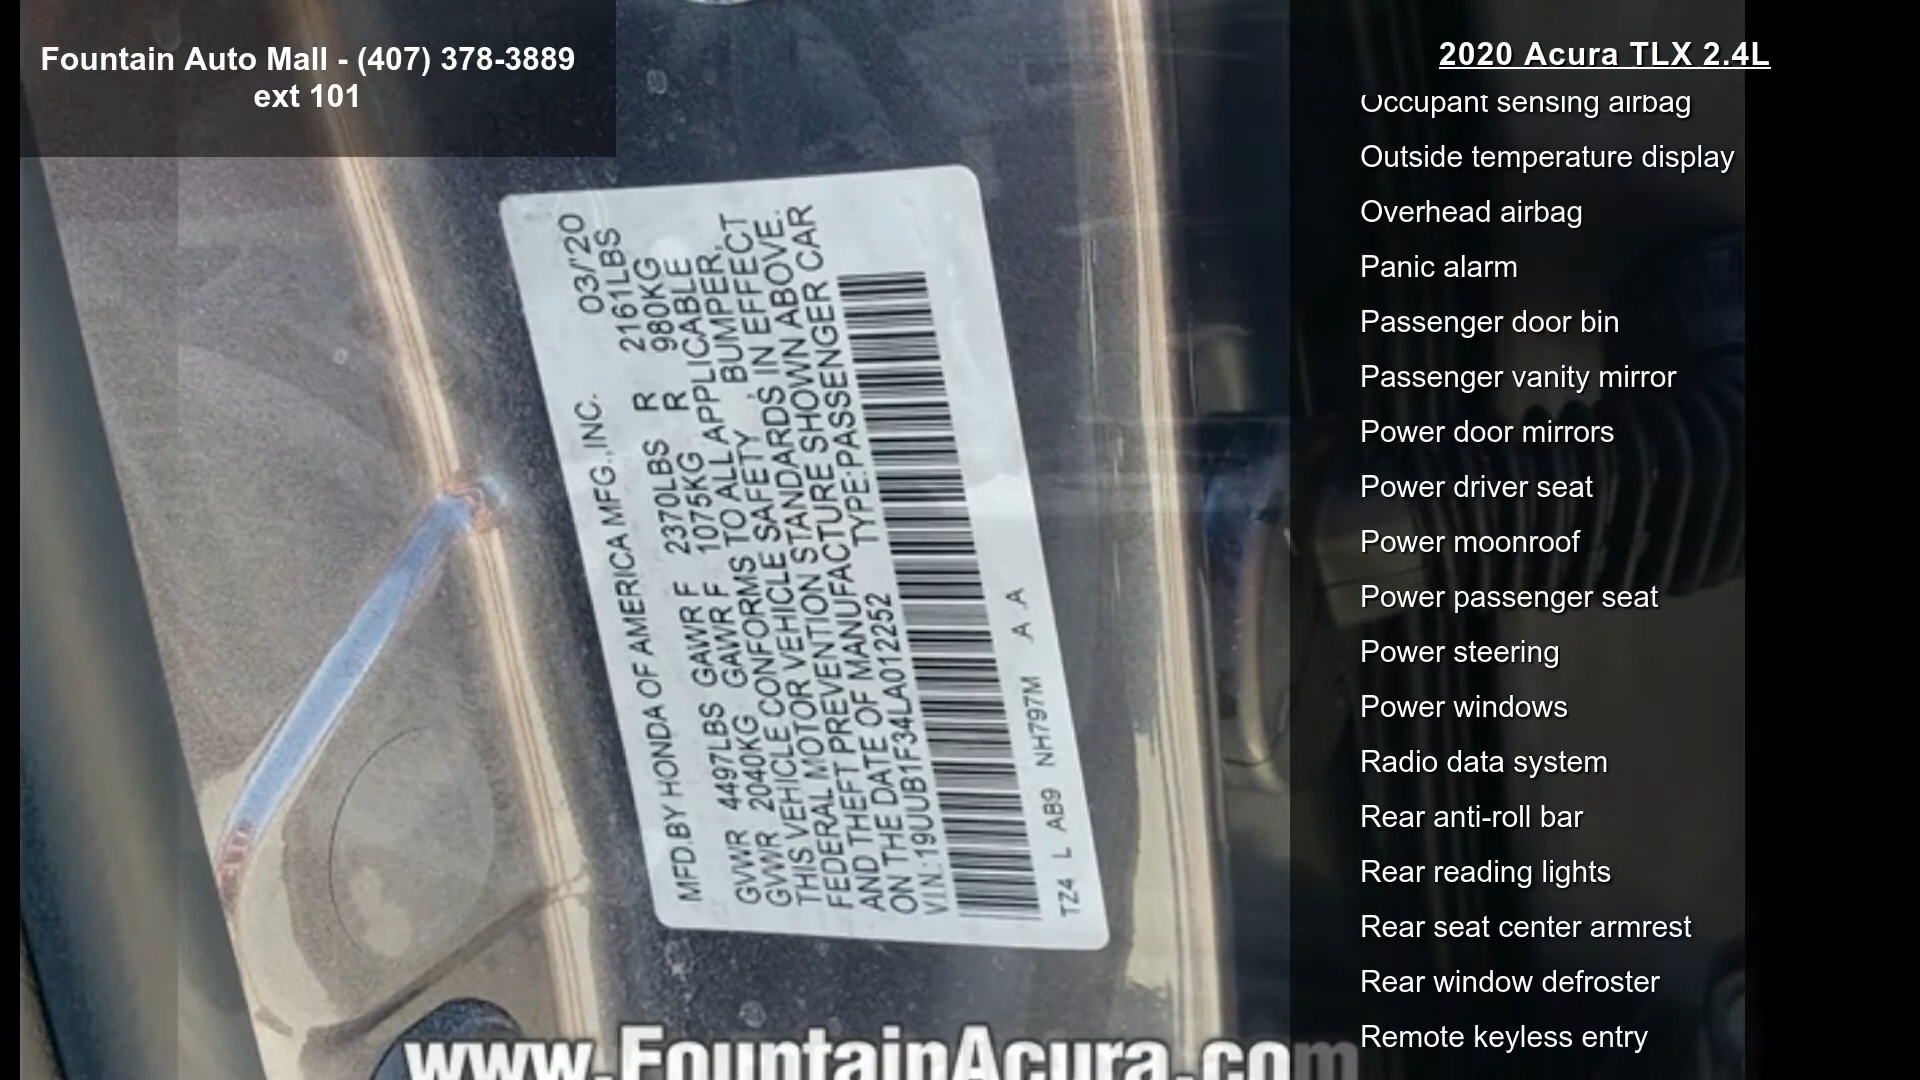 Fountain Auto Mall - (407) 378-3889
ext 101
2020 Acura TLX 2.4L
Occupant sensing airbag
Outside temperature display
Overhead airbag
Panic alarm
Passenger door bin
Passenger vanity mirror
Power door mirrors
Power driver seat
Power moonroof
Power passenger seat
Power steering
Power windows
Radio data system
Rear anti-roll bar
Rear reading lights
Rear seat center armrest
Rear window defroster
Remote keyless entry
MFD.BY HONDA OF AMERICA MFG.,INC. 03/'20
GVWR 4497LBS GAWR F 2370LBS R 2161LBS
GVWR 2040KG GAWR F 1075KG R 980KG
THIS VEHICLE CONFORMS TO ALL APPLICABLE
FEDERAL MOTOR VEHICLE SAFETY, BUMPER,
AND THEFT PREVENTION STANDARDS IN EFFECT
ON THE DATE OF MANUFACTURE SHOWN ABOVE.
V.I.N.:19UUB1F34LA012252 TYPE:PASSENGER CAR
TZ4 L AB9 NH797M A A
www.FountainAcura.com